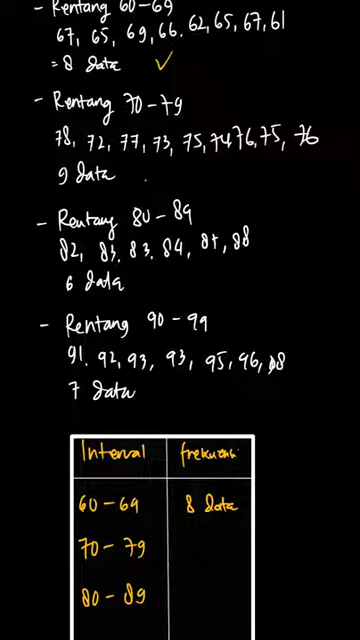 - Rentang 60 - 69
67, 65, 69, 66. 62, 65, 67, 61
= 8 data ✓
- Rentang 70 - 79
78, 72, 77, 73, 75, 74 76, 75, 76
9 data
- Rentang 80 - 89
82, 83, 83, 84, 87, 88
6 data
- Rentang 90 - 99
91. 92, 93, 93, 95, 96, 98
7 data
Interval frekuensi
60 - 69 8 data
70 - 79
80 - 89